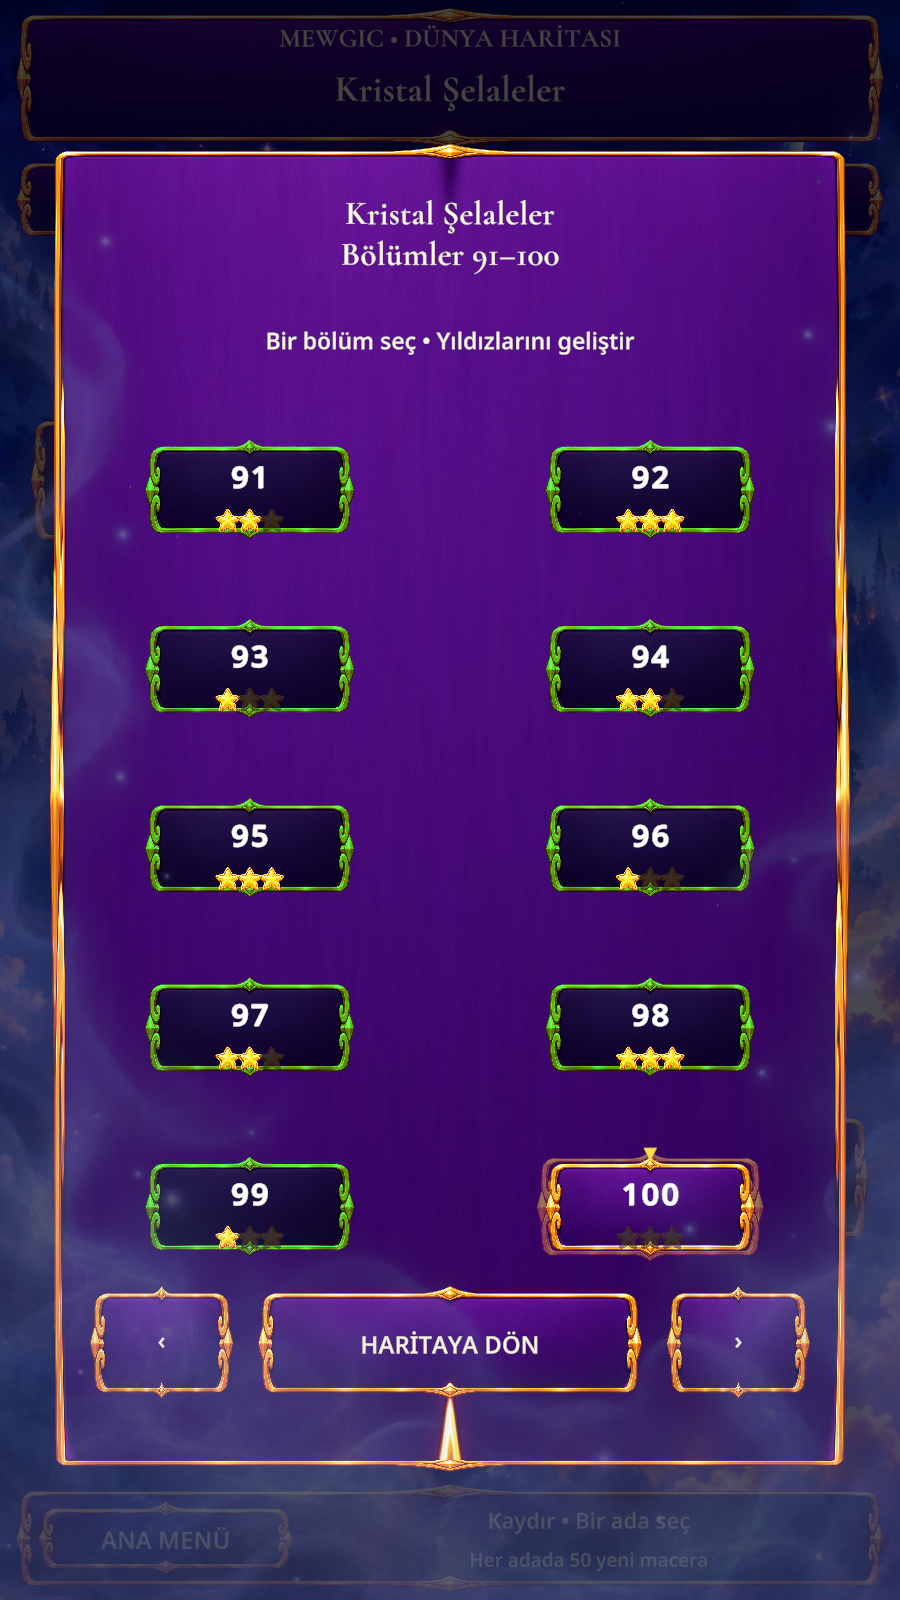 MEWGIC • DÜNYA HARİTASI
Kristal Şelaleler
Kristal Şelaleler
Bölümler 91–100
Bir bölüm seç • Yıldızlarını geliştir
91
92
93
94
95
96
97
98
99
100
‹
HARİTAYA DÖN
›
ANA MENÜ
Kaydır • Bir ada seç
Her adada 50 yeni macera